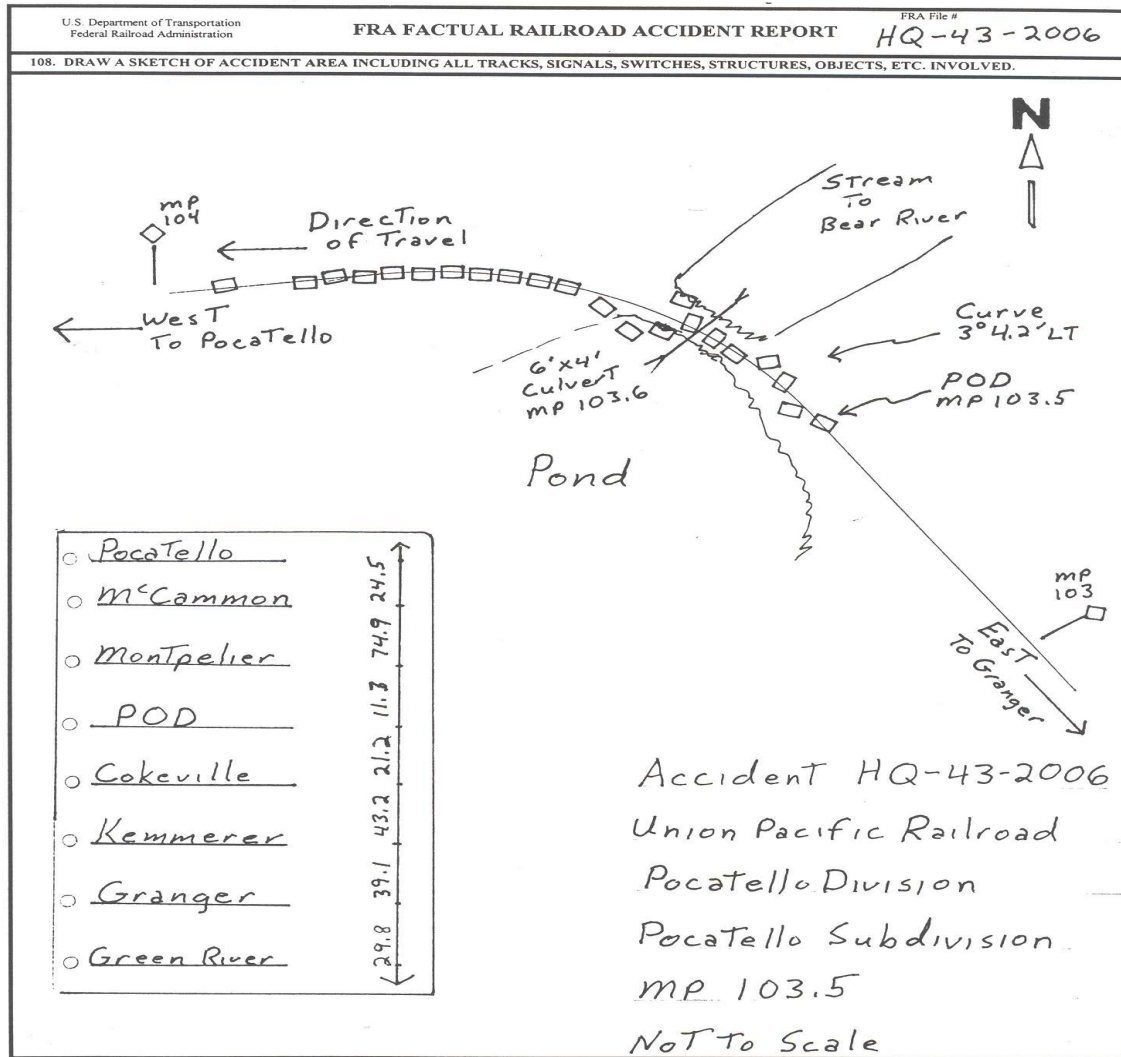 U.S. Department of Transportation
Federal Railroad Administration
FRA FACTUAL RAILROAD ACCIDENT REPORT
FRA File #
HQ-43-2006
108. DRAW A SKETCH OF ACCIDENT AREA INCLUDING ALL TRACKS, SIGNALS, SWITCHES, STRUCTURES, OBJECTS, ETC. INVOLVED.
N
MP
104
Direction
of Travel
Stream
To
Bear River
West
To Pocatello
Curve
3°4.2' LT
6'x4'
Culvert
MP 103.6
POD
MP 103.5
Pond
MP
103
East
To Granger
Pocatello
24.5
McCammon
74.9
Montpelier
11.3
POD
21.2
Cokeville
43.2
Kemmerer
39.1
Granger
29.8
Green River
Accident HQ-43-2006
Union Pacific Railroad
Pocatello Division
Pocatello Subdivision
MP 103.5
Not To Scale